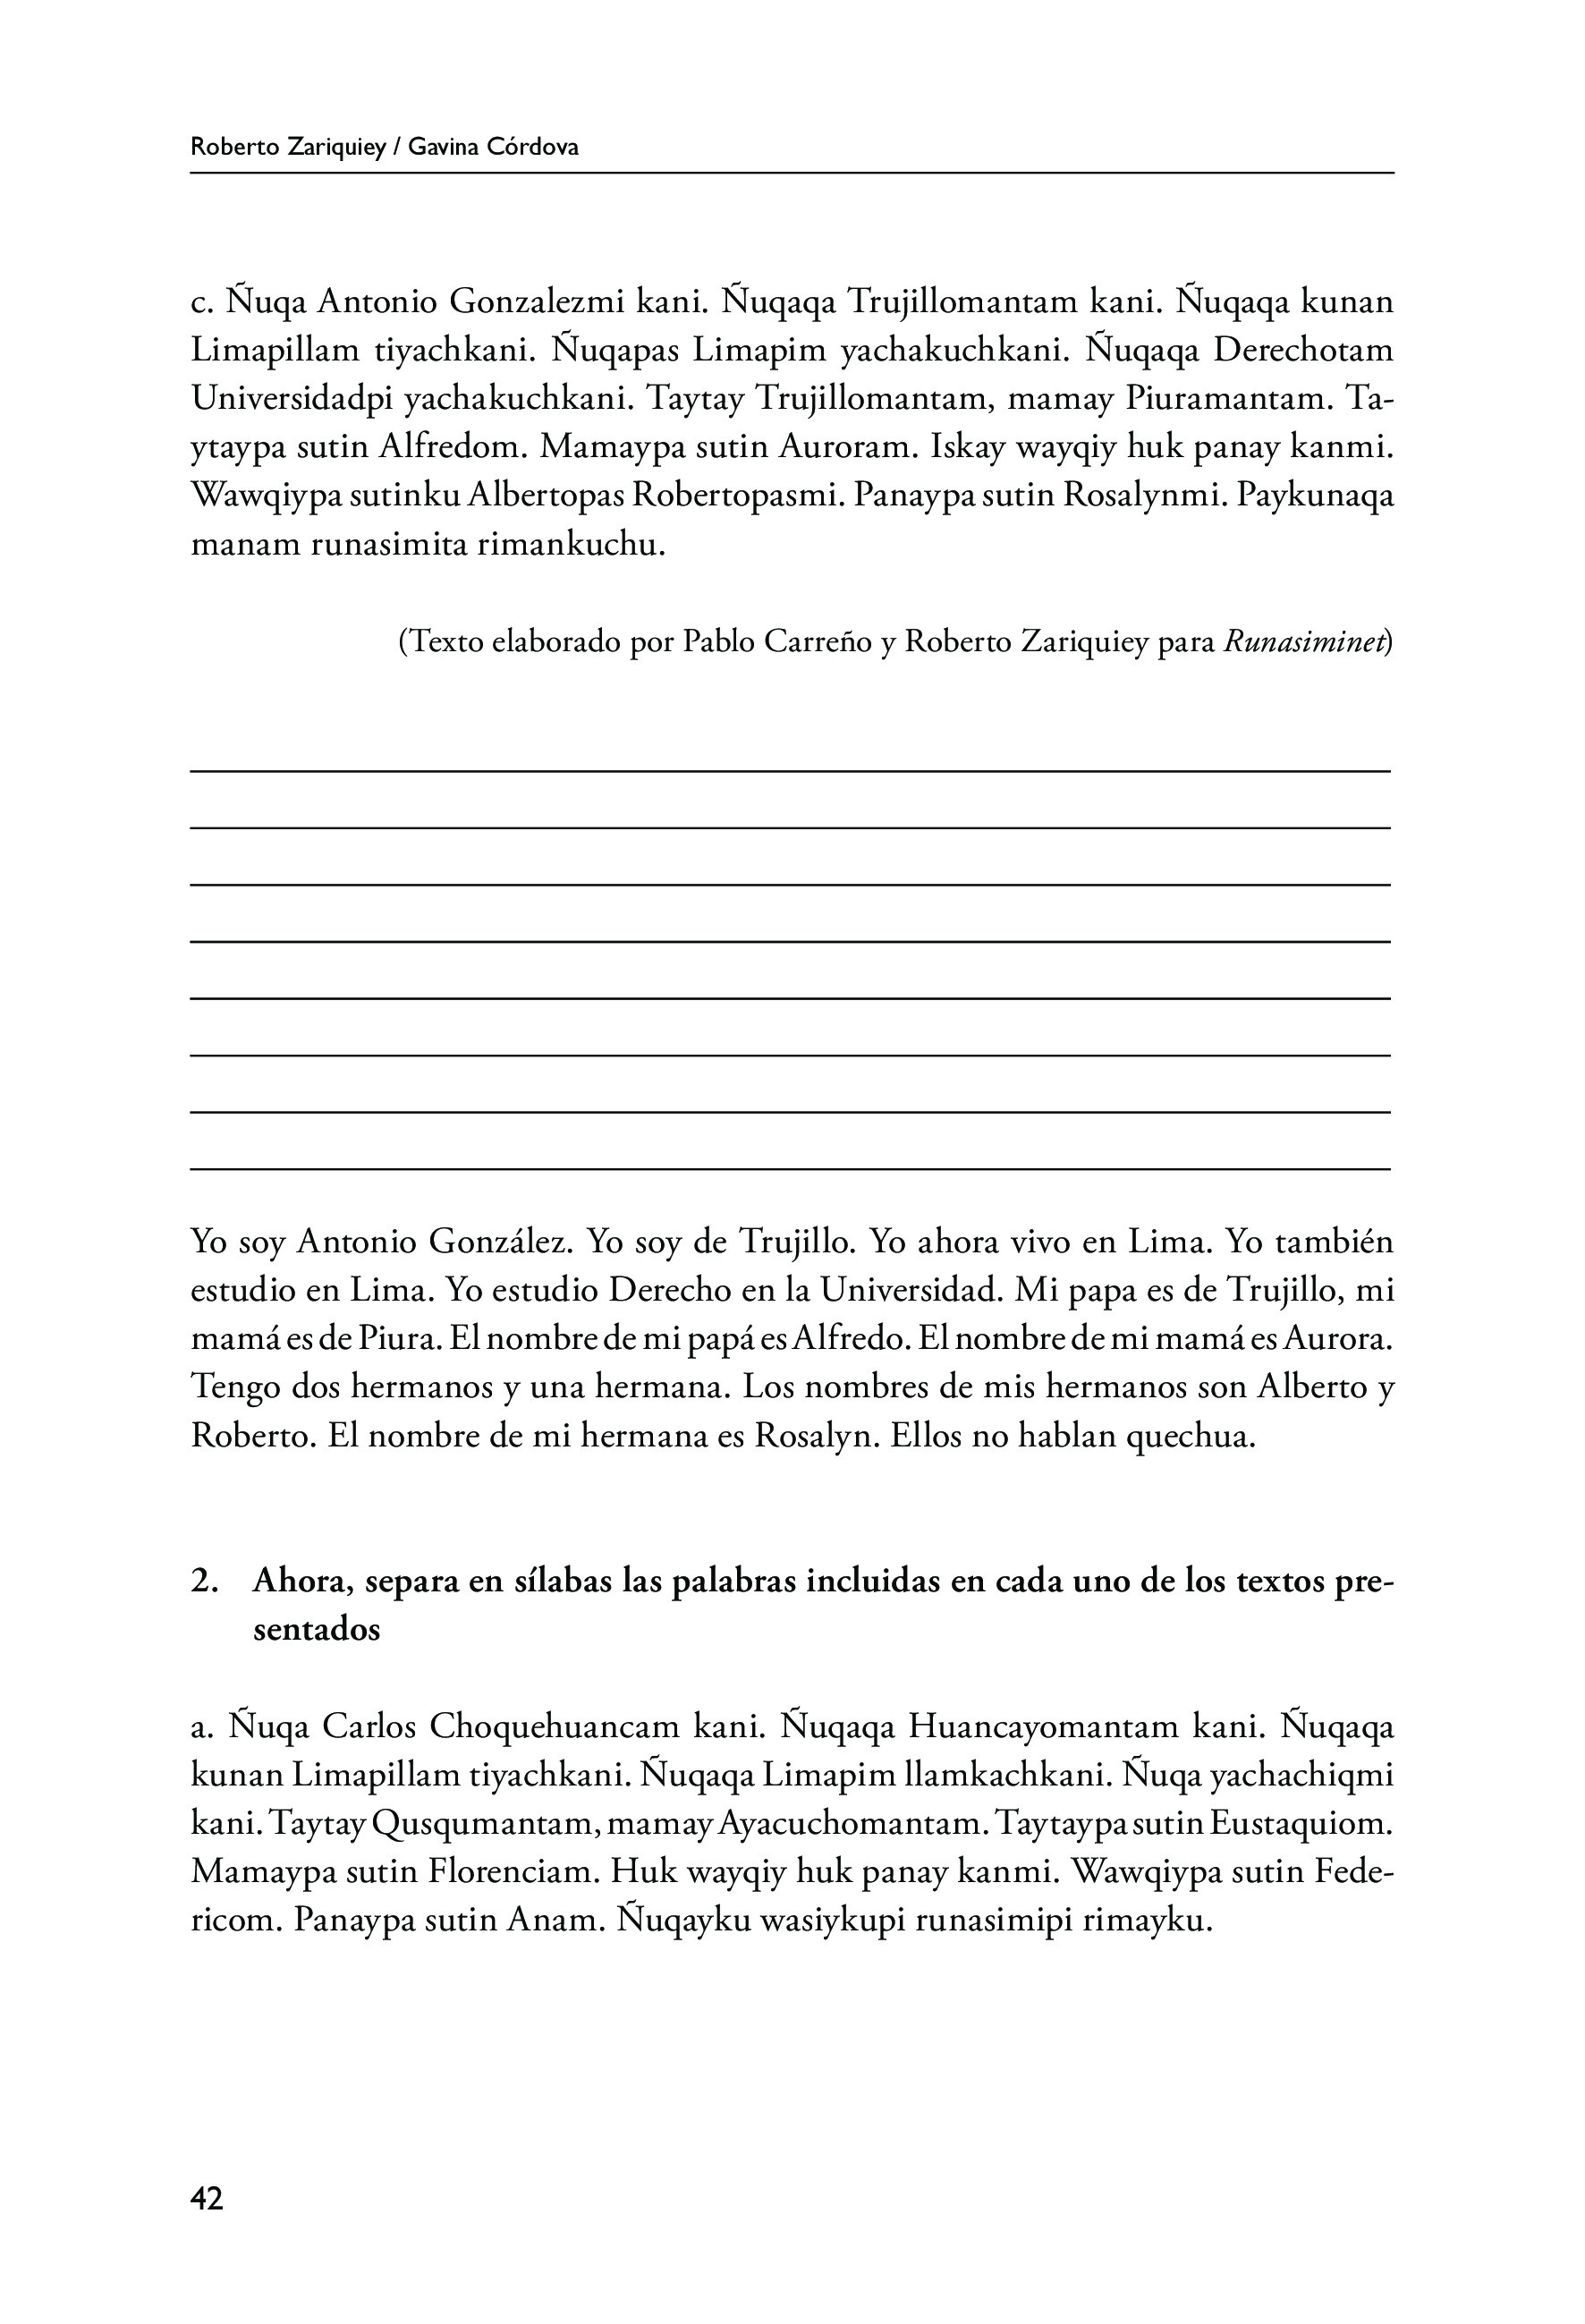 Roberto Zariquiey / Gavina Córdova
c. Ñuqa Antonio Gonzalezmi kani. Ñuqaqa Trujillomantam kani. Ñuqaqa kunan
Limapillam tiyachkani. Ñuqapas Limapim yachakuchkani. Ñuqaqa Derechotam
Universidadpi yachakuchkani. Taytay Trujillomantam, mamay Piuramantam. Ta-
ytaypa sutin Alfredom. Mamaypa sutin Auroram. Iskay wayqiy huk panay kanmi.
Wawqiypa sutinku Albertopas Robertopasmi. Panaypa sutin Rosalynmi. Paykunaqa
manam runasimita rimankuchu.
(Texto elaborado por Pablo Carreño y Roberto Zariquiey para Runasiminet)
Yo soy Antonio González. Yo soy de Trujillo. Yo ahora vivo en Lima. Yo también
estudio en Lima. Yo estudio Derecho en la Universidad. Mi papa es de Trujillo, mi
mamá es de Piura. El nombre de mi papá es Alfredo. El nombre de mi mamá es Aurora.
Tengo dos hermanos y una hermana. Los nombres de mis hermanos son Alberto y
Roberto. El nombre de mi hermana es Rosalyn. Ellos no hablan quechua.
2. Ahora, separa en sílabas las palabras incluidas en cada uno de los textos pre-
sentados
a. Ñuqa Carlos Choquehuancam kani. Ñuqaqa Huancayomantam kani. Ñuqaqa
kunan Limapillam tiyachkani. Ñuqaqa Limapim llamkachkani. Ñuqa yachachiqmi
kani. Taytay Qusqumantam, mamay Ayacuchomantam. Taytaypa sutin Eustaquiom.
Mamaypa sutin Florenciam. Huk wayqiy huk panay kanmi. Wawqiypa sutin Fede-
ricom. Panaypa sutin Anam. Ñuqayku wasiykupi runasimipi rimayku.
42